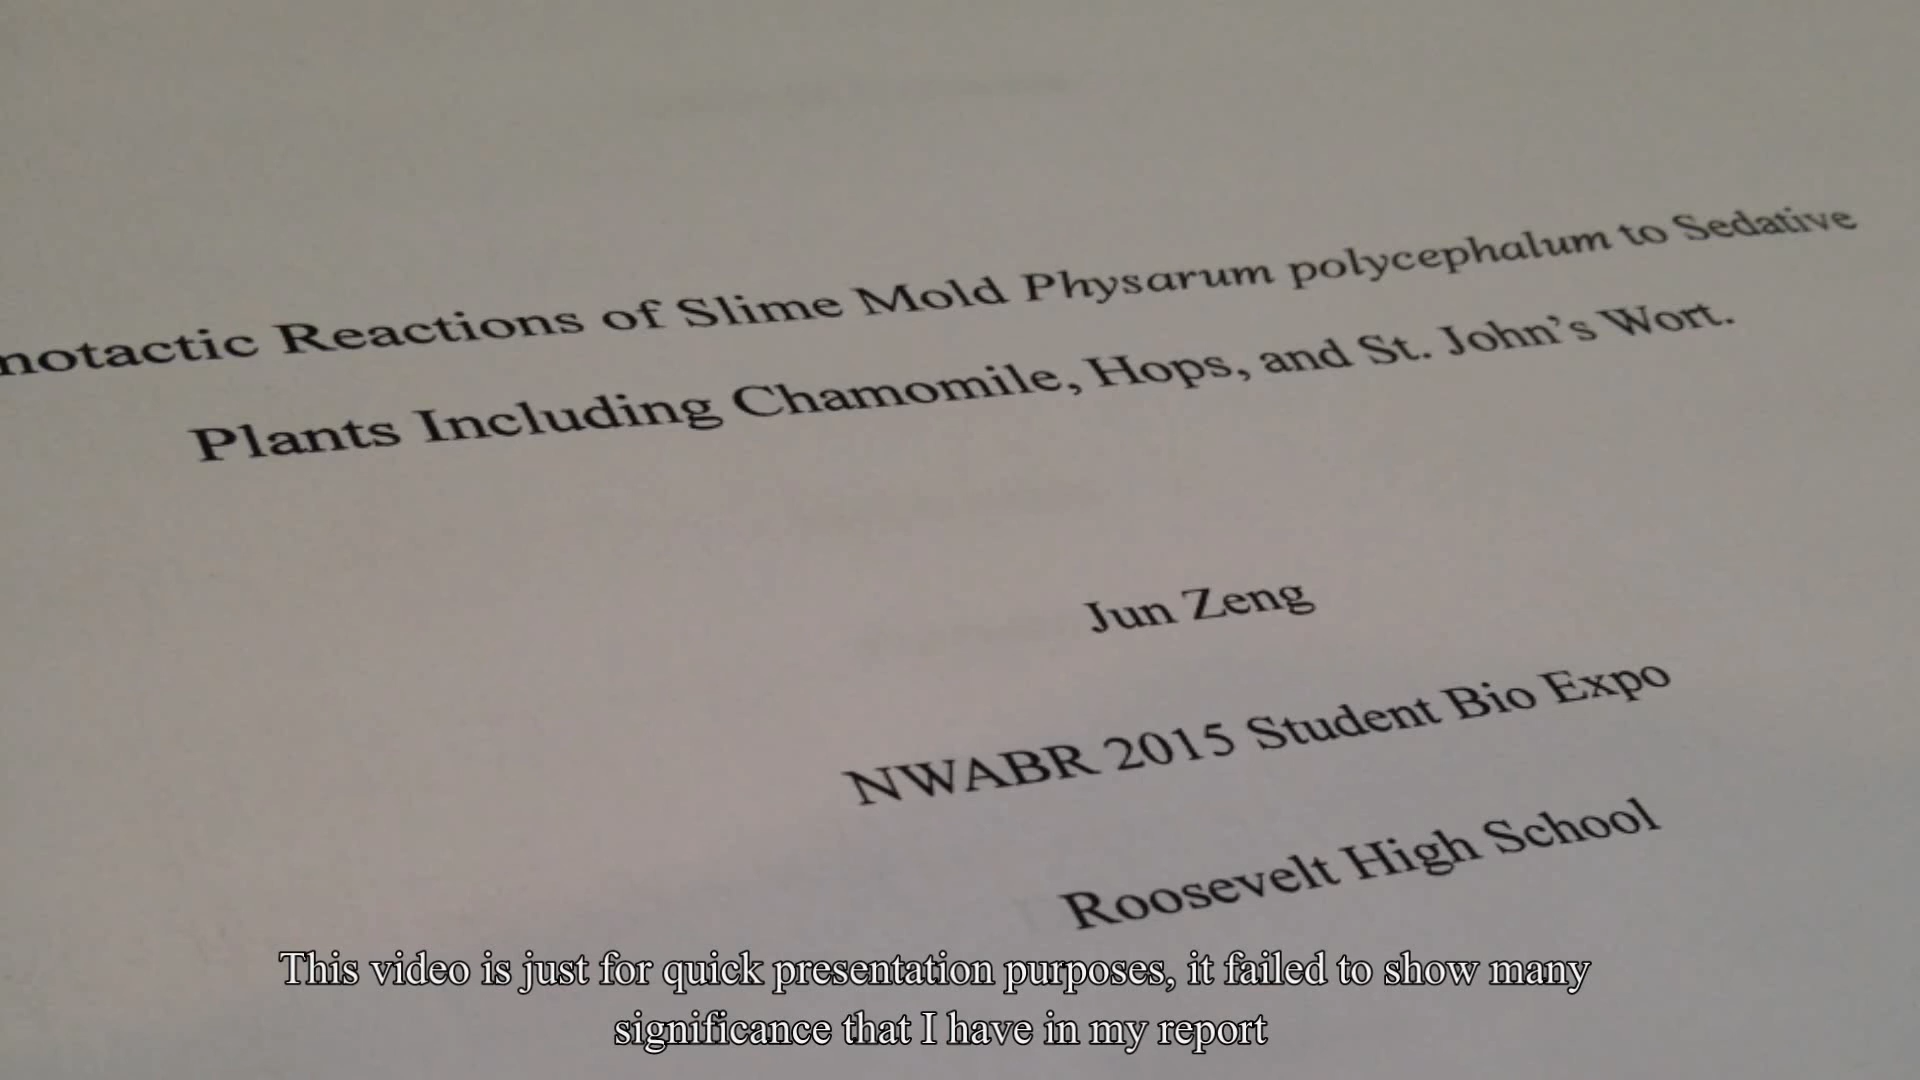 notactic Reactions of Slime Mold Physarum polycephalum to Sedative
Plants Including Chamomile, Hops, and St. John's Wort.
Jun Zeng
NWABR 2015 Student Bio Expo
Roosevelt High School
This video is just for quick presentation purposes, it failed to show many
significance that I have in my report